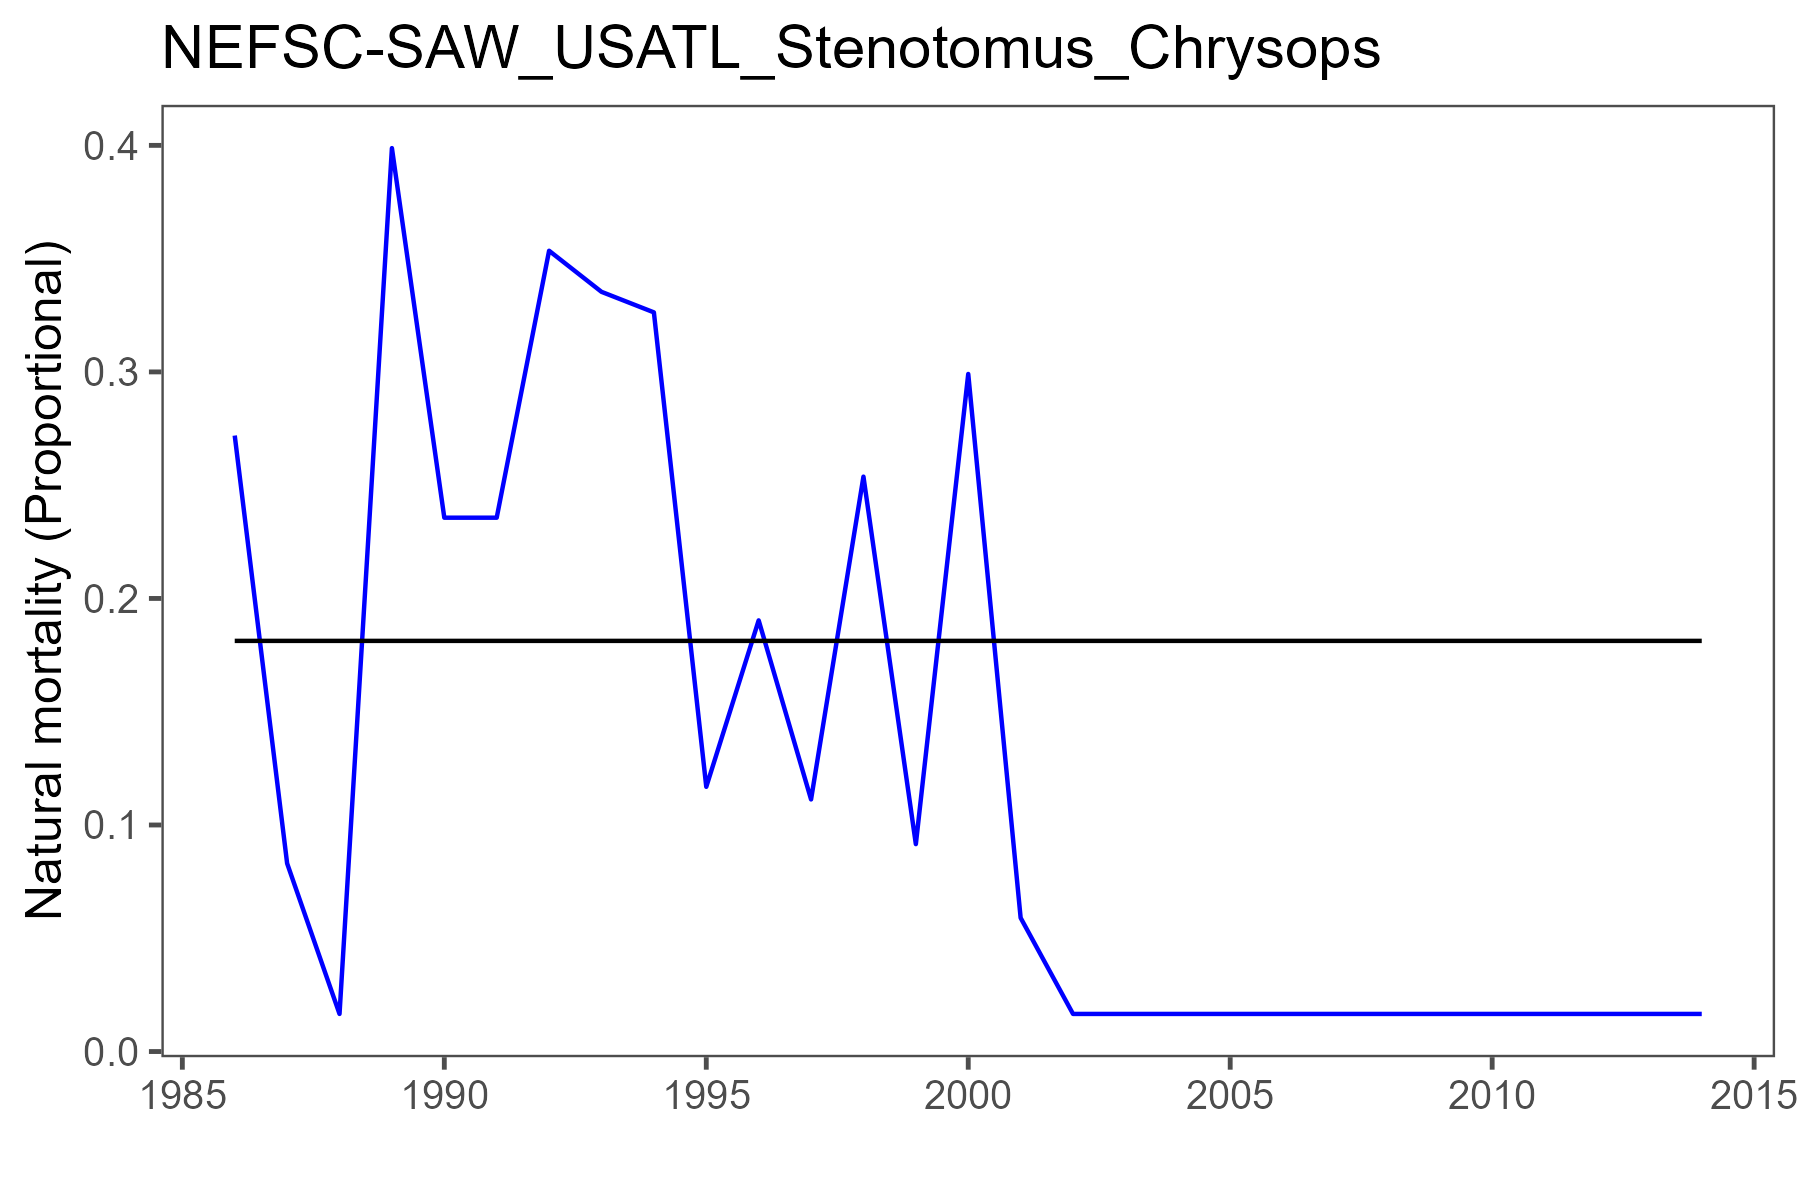 NEFSC-SAW_USATL_Stenotomus_Chrysops
Natural mortality (Proportional)
0.4
0.3
0.2
0.1
0.0
1985 1990 1995 2000 2005 2010 2015